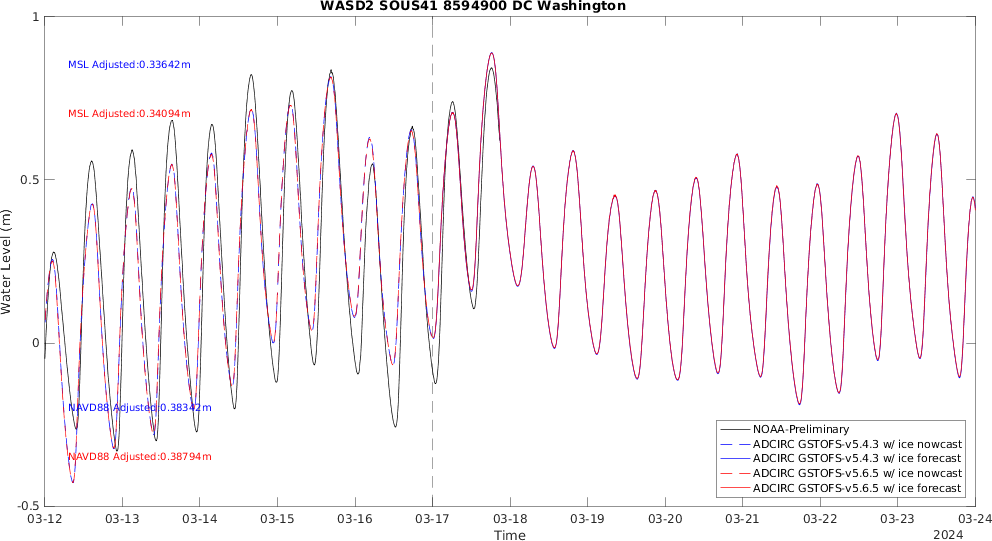 WASD2 SOUS41 8594900 DC Washington
1
MSL Adjusted:0.33642m
MSL Adjusted:0.34094m
0.5
Water Level (m)
0
NAVD88 Adjusted:0.38342m
NAVD88 Adjusted:0.38794m
NOAA-Preliminary
ADCIRC GSTOFS-v5.4.3 w/ ice nowcast
ADCIRC GSTOFS-v5.4.3 w/ ice forecast
ADCIRC GSTOFS-v5.6.5 w/ ice nowcast
ADCIRC GSTOFS-v5.6.5 w/ ice forecast
-0.5
03-12 03-13 03-14 03-15 03-16 03-17 03-18 03-19 03-20 03-21 03-22 03-23 03-24
Time
2024